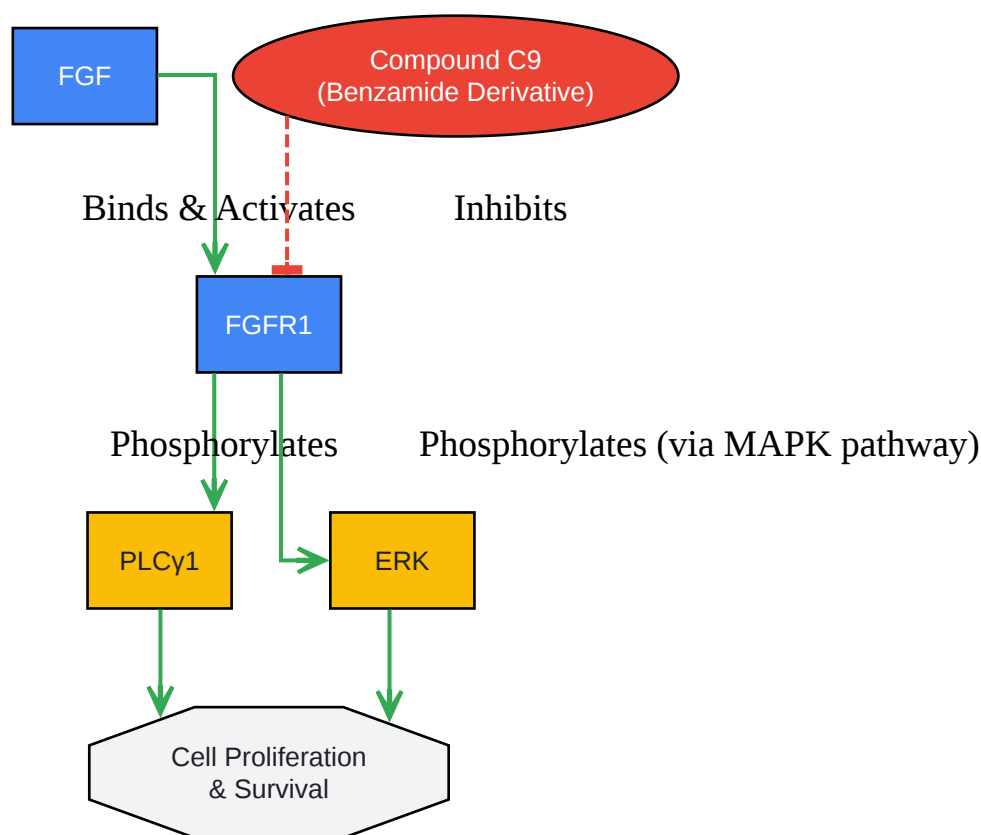 FGF
Compound C9
(Benzamide Derivative)
Binds & Activates
Inhibits
FGFR1
Phosphorylates
Phosphorylates (via MAPK pathway)
PLCγ1
ERK
Cell Proliferation
& Survival